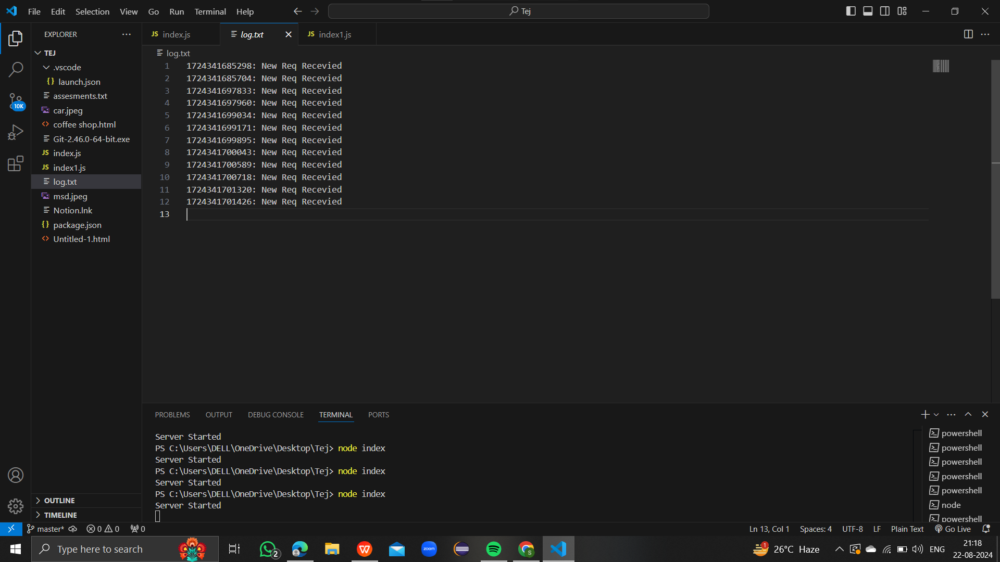 File Edit Selection View Go Run Terminal Help
Tej
EXPLORER
TEJ
.vscode
launch.json
assesments.txt
car.jpeg
coffee shop.html
Git-2.46.0-64-bit.exe
JS index.js
JS index1.js
log.txt
msd.jpeg
Notion.lnk
package.json
Untitled-1.html
10K
OUTLINE
TIMELINE
JS index.js log.txt JS index1.js
log.txt
1 1724341685298: New Req Recevied
2 1724341685704: New Req Recevied
3 1724341697833: New Req Recevied
4 1724341697960: New Req Recevied
5 1724341699034: New Req Recevied
6 1724341699171: New Req Recevied
7 1724341699895: New Req Recevied
8 1724341700043: New Req Recevied
9 1724341700589: New Req Recevied
10 1724341700718: New Req Recevied
11 1724341701320: New Req Recevied
12 1724341701426: New Req Recevied
13
PROBLEMS OUTPUT DEBUG CONSOLE TERMINAL PORTS
Server Started
PS C:\Users\DELL\OneDrive\Desktop\Tej> node index
Server Started
PS C:\Users\DELL\OneDrive\Desktop\Tej> node index
Server Started
PS C:\Users\DELL\OneDrive\Desktop\Tej> node index
Server Started
powershell
powershell
powershell
powershell
powershell
node
powershell
master* 0 0 0 Ln 13, Col 1 Spaces: 4 UTF-8 LF Plain Text Go Live
Type here to search 2 W zoom S 1 26°C Haze ENG
21:18
22-08-2024